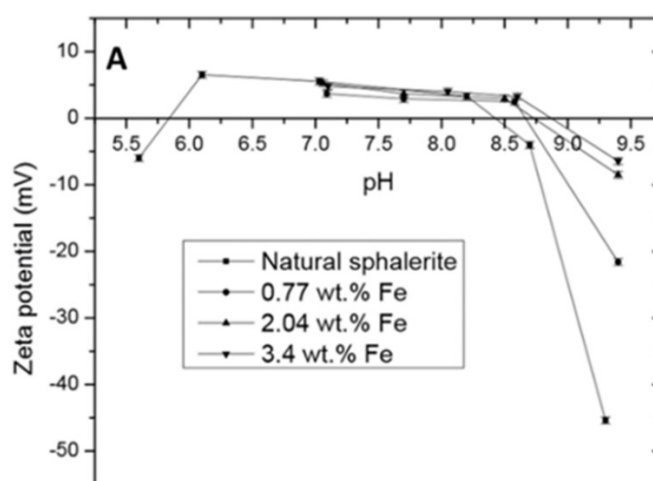 A
10
0
-10
-20
-30
-40
-50
5.5 6.0 6.5 7.0 7.5 8.0 8.5 9.0 9.5
pH
Zeta potential (mV)
Natural sphalerite
0.77 wt.% Fe
2.04 wt.% Fe
3.4 wt.% Fe